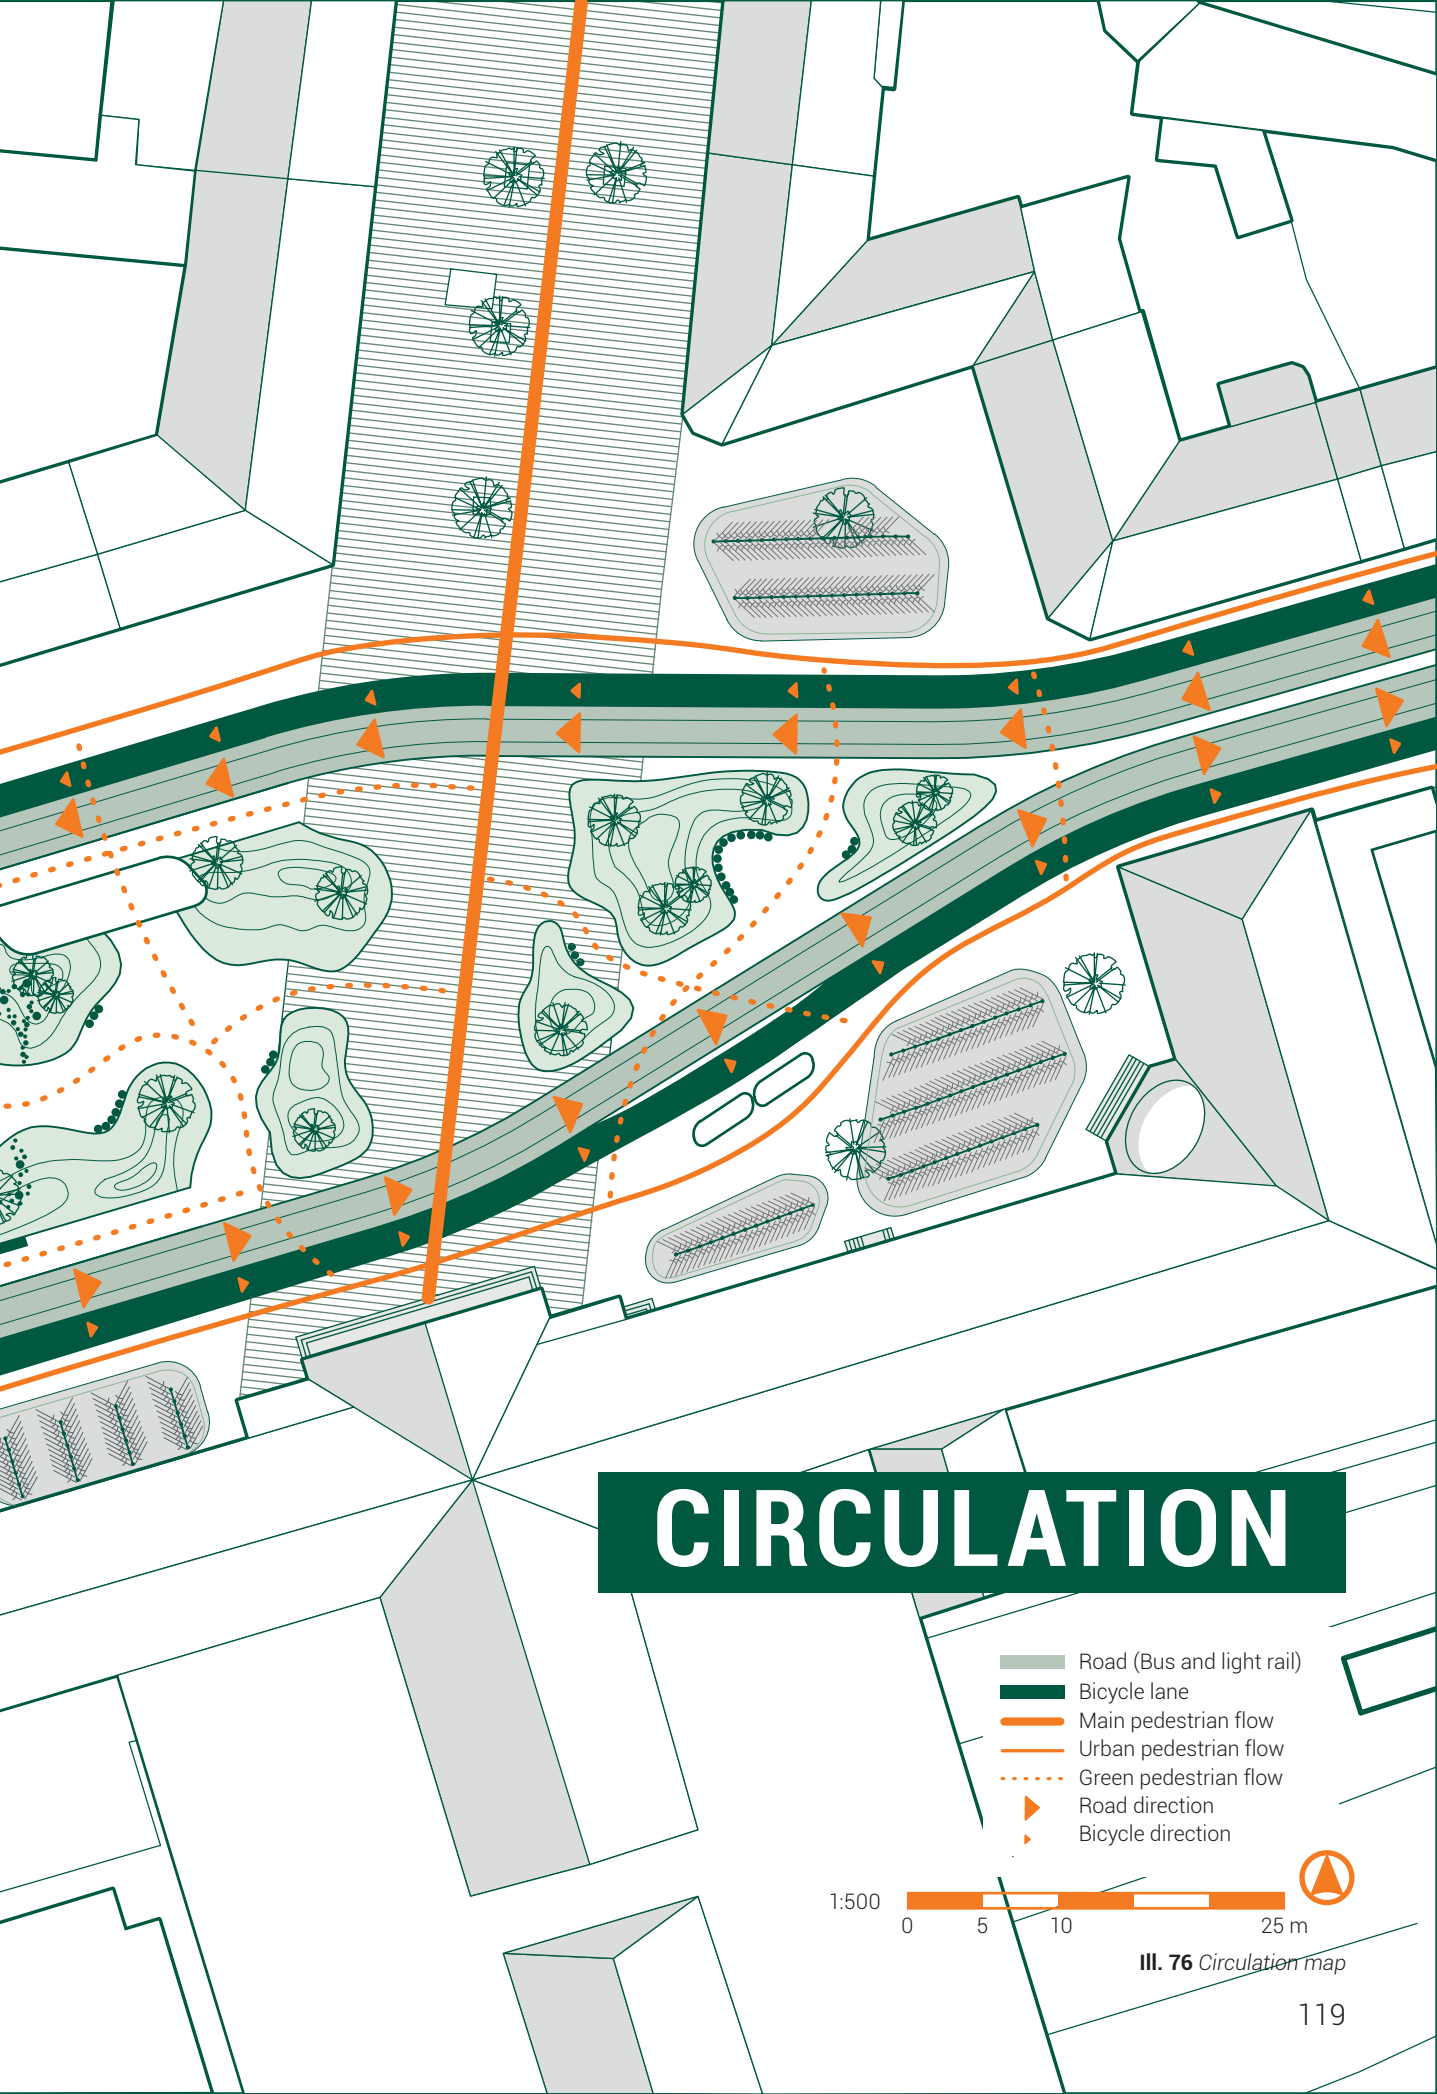 CIRCULATION
Road (Bus and light rail)
Bicycle lane
Main pedestrian flow
Urban pedestrian flow
Green pedestrian flow
Road direction
Bicycle direction
1:500
0 5 10 25 m
Ill. 76 Circulation map
119